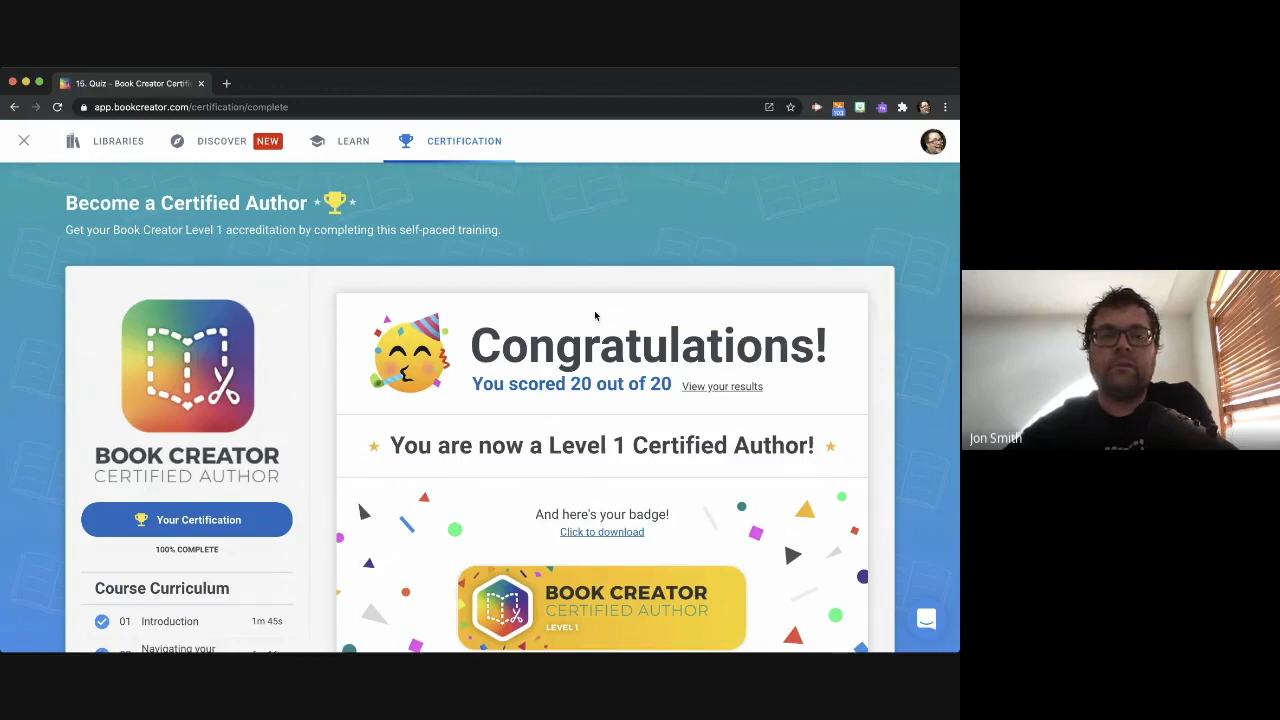 16. Quiz - Book Creator Certifi
app.bookcreator.com/certification/complete
103
LIBRARIES
DISCOVER NEW
LEARN
CERTIFICATION
Become a Certified Author
Get your Book Creator Level 1 accreditation by completing this self-paced training.
BOOK CREATOR
CERTIFIED AUTHOR
Your Certification
100% COMPLETE
Course Curriculum
01 Introduction 1m 45s
Navigating your
Congratulations!
You scored 20 out of 20 View your results
You are now a Level 1 Certified Author!
And here's your badge!
Click to download
BOOK CREATOR
CERTIFIED AUTHOR
LEVEL 1
Jon Smith